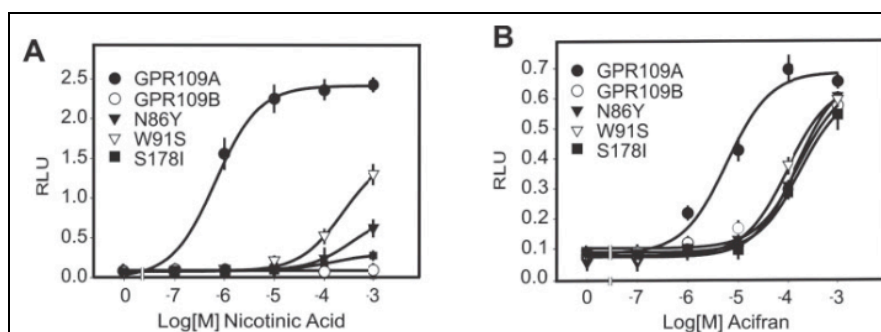 A
GPR109A
GPR109B
N86Y
W91S
S178I
RLU
2.5
2.0
1.5
1.0
0.5
0.0
0 -7 -6 -5 -4 -3
Log[M] Nicotinic Acid
B
GPR109A
GPR109B
N86Y
W91S
S178I
RLU
0.7
0.6
0.5
0.4
0.3
0.2
0.1
0.0
0 -7 -6 -5 -4 -3
Log[M] Acifran